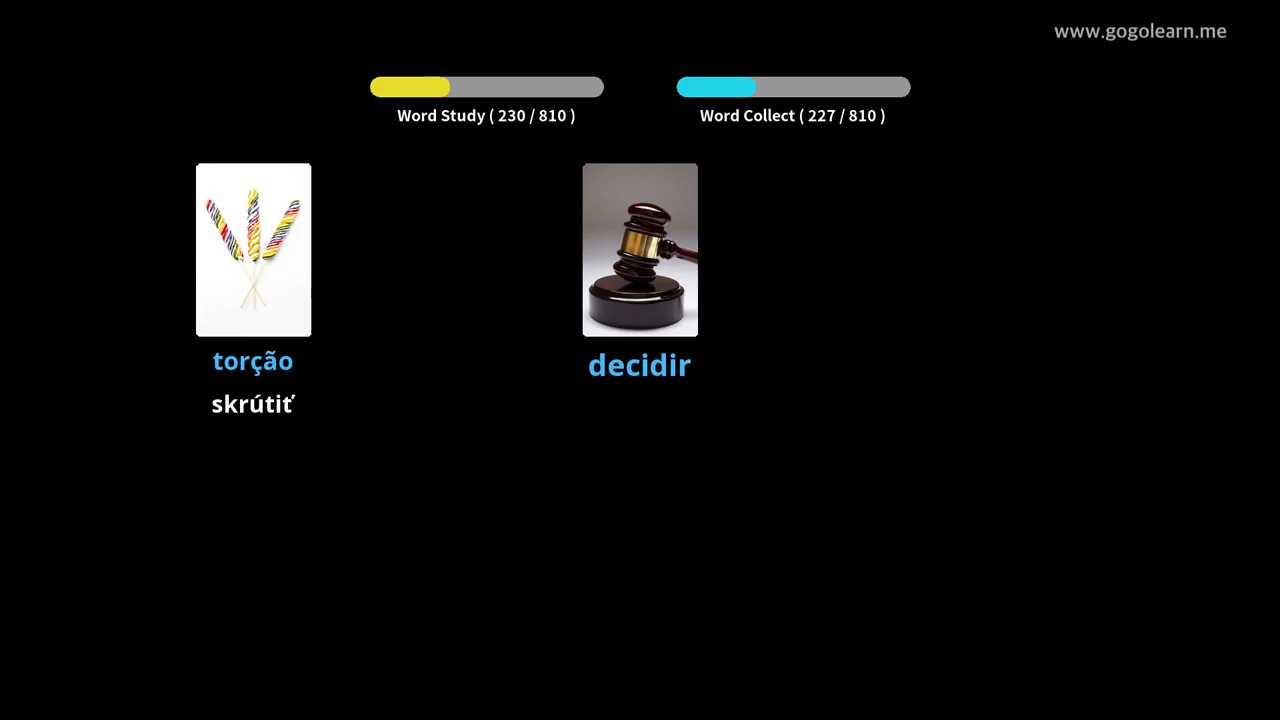 www.gogolearn.me
Word Study ( 230 / 810 )
Word Collect ( 227 / 810 )
torção
skrútiť
decidir